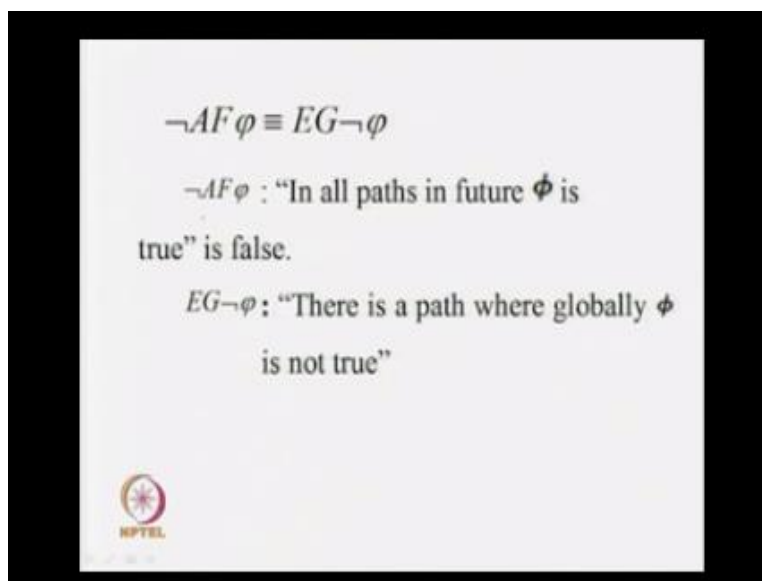 ¬AFφ ≡ EG¬φ
¬AFφ : “In all paths in future ϕ is
true” is false.
EG¬φ: “There is a path where globally ϕ
is not true”
NPTEL